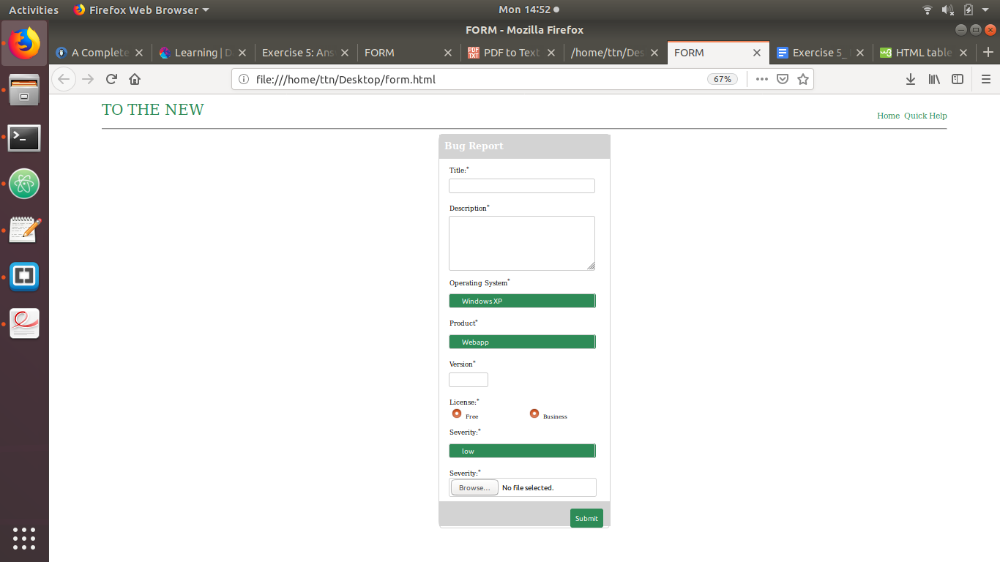 Activities Firefox Web Browser Mon 14:52
FORM - Mozilla Firefox
A Complete Learning | D Exercise 5: Ans FORM PDF to Text /home/ttn/Des FORM Exercise 5_ HTML table
file:///home/ttn/Desktop/form.html 67%
TO THE NEW
Home Quick Help
Bug Report
Title:*
Description*
Operating System*
Windows XP
Product*
Webapp
Version*
License:*
Free Business
Severity:*
low
Severity:*
Browse... No file selected.
Submit